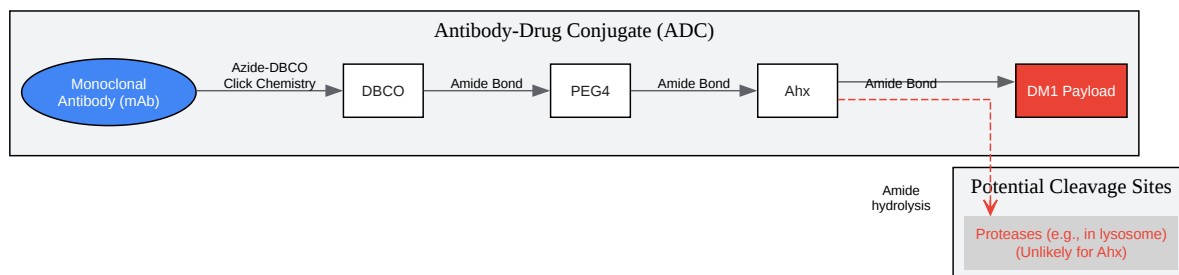 Antibody-Drug Conjugate (ADC)
Monoclonal
Antibody (mAb)
Azide-DBCO
Click Chemistry
DBCO
Amide Bond
PEG4
Amide Bond
Ahx
Amide Bond
DM1 Payload
Potential Cleavage Sites
Amide
hydrolysis
Proteases (e.g., in lysosome)
(Unlikely for Ahx)